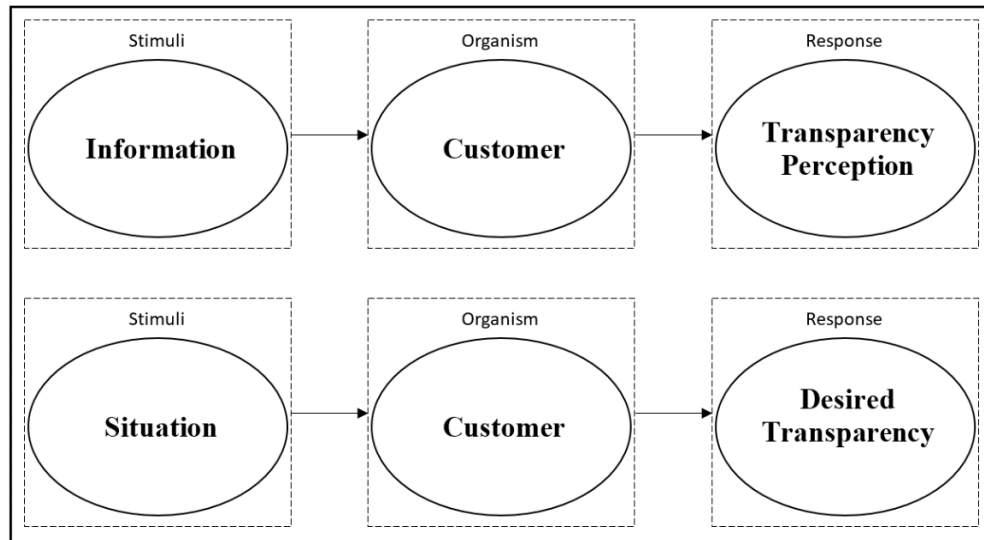 Stimuli
Organism
Response
Information
Customer
Transparency
Perception
Stimuli
Organism
Response
Situation
Customer
Desired
Transparency